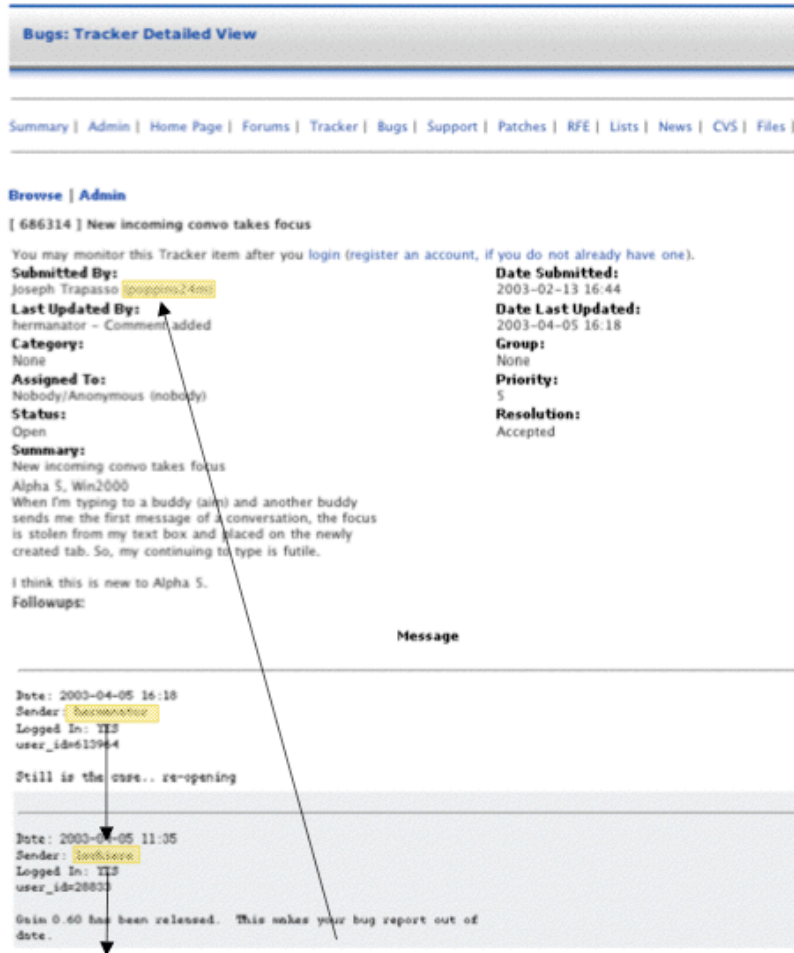 Bugs: Tracker Detailed View
Summary | Admin | Home Page | Forums | Tracker | Bugs | Support | Patches | RFE | Lists | News | CVS | Files |
Browse | Admin
[ 686314 ] New incoming convo takes focus
You may monitor this Tracker item after you login (register an account, if you do not already have one).
Submitted By: Date Submitted:
Joseph Trapasso (poppins24m) 2003-02-13 16:44
Last Updated By: Date Last Updated:
hermanator - Comment added 2003-04-05 16:18
Category: Group:
None None
Assigned To: Priority:
Nobody/Anonymous (nobody) 5
Status: Resolution:
Open Accepted
Summary:
New incoming convo takes focus
Alpha 5, Win2000
When I'm typing to a buddy (aim) and another buddy
sends me the first message of a conversation, the focus
is stolen from my text box and placed on the newly
created tab. So, my continuing to type is futile.
I think this is new to Alpha 5.
Followups:
Message
Date: 2003-04-05 16:18
Sender: hermanator
Logged In: YES
user_id=613964
Still is the case.. re-opening
Date: 2003-04-05 11:35
Sender:
Logged In: YES
user_id=28833
Gaim 0.60 has been released. This makes your bug report out of
date.